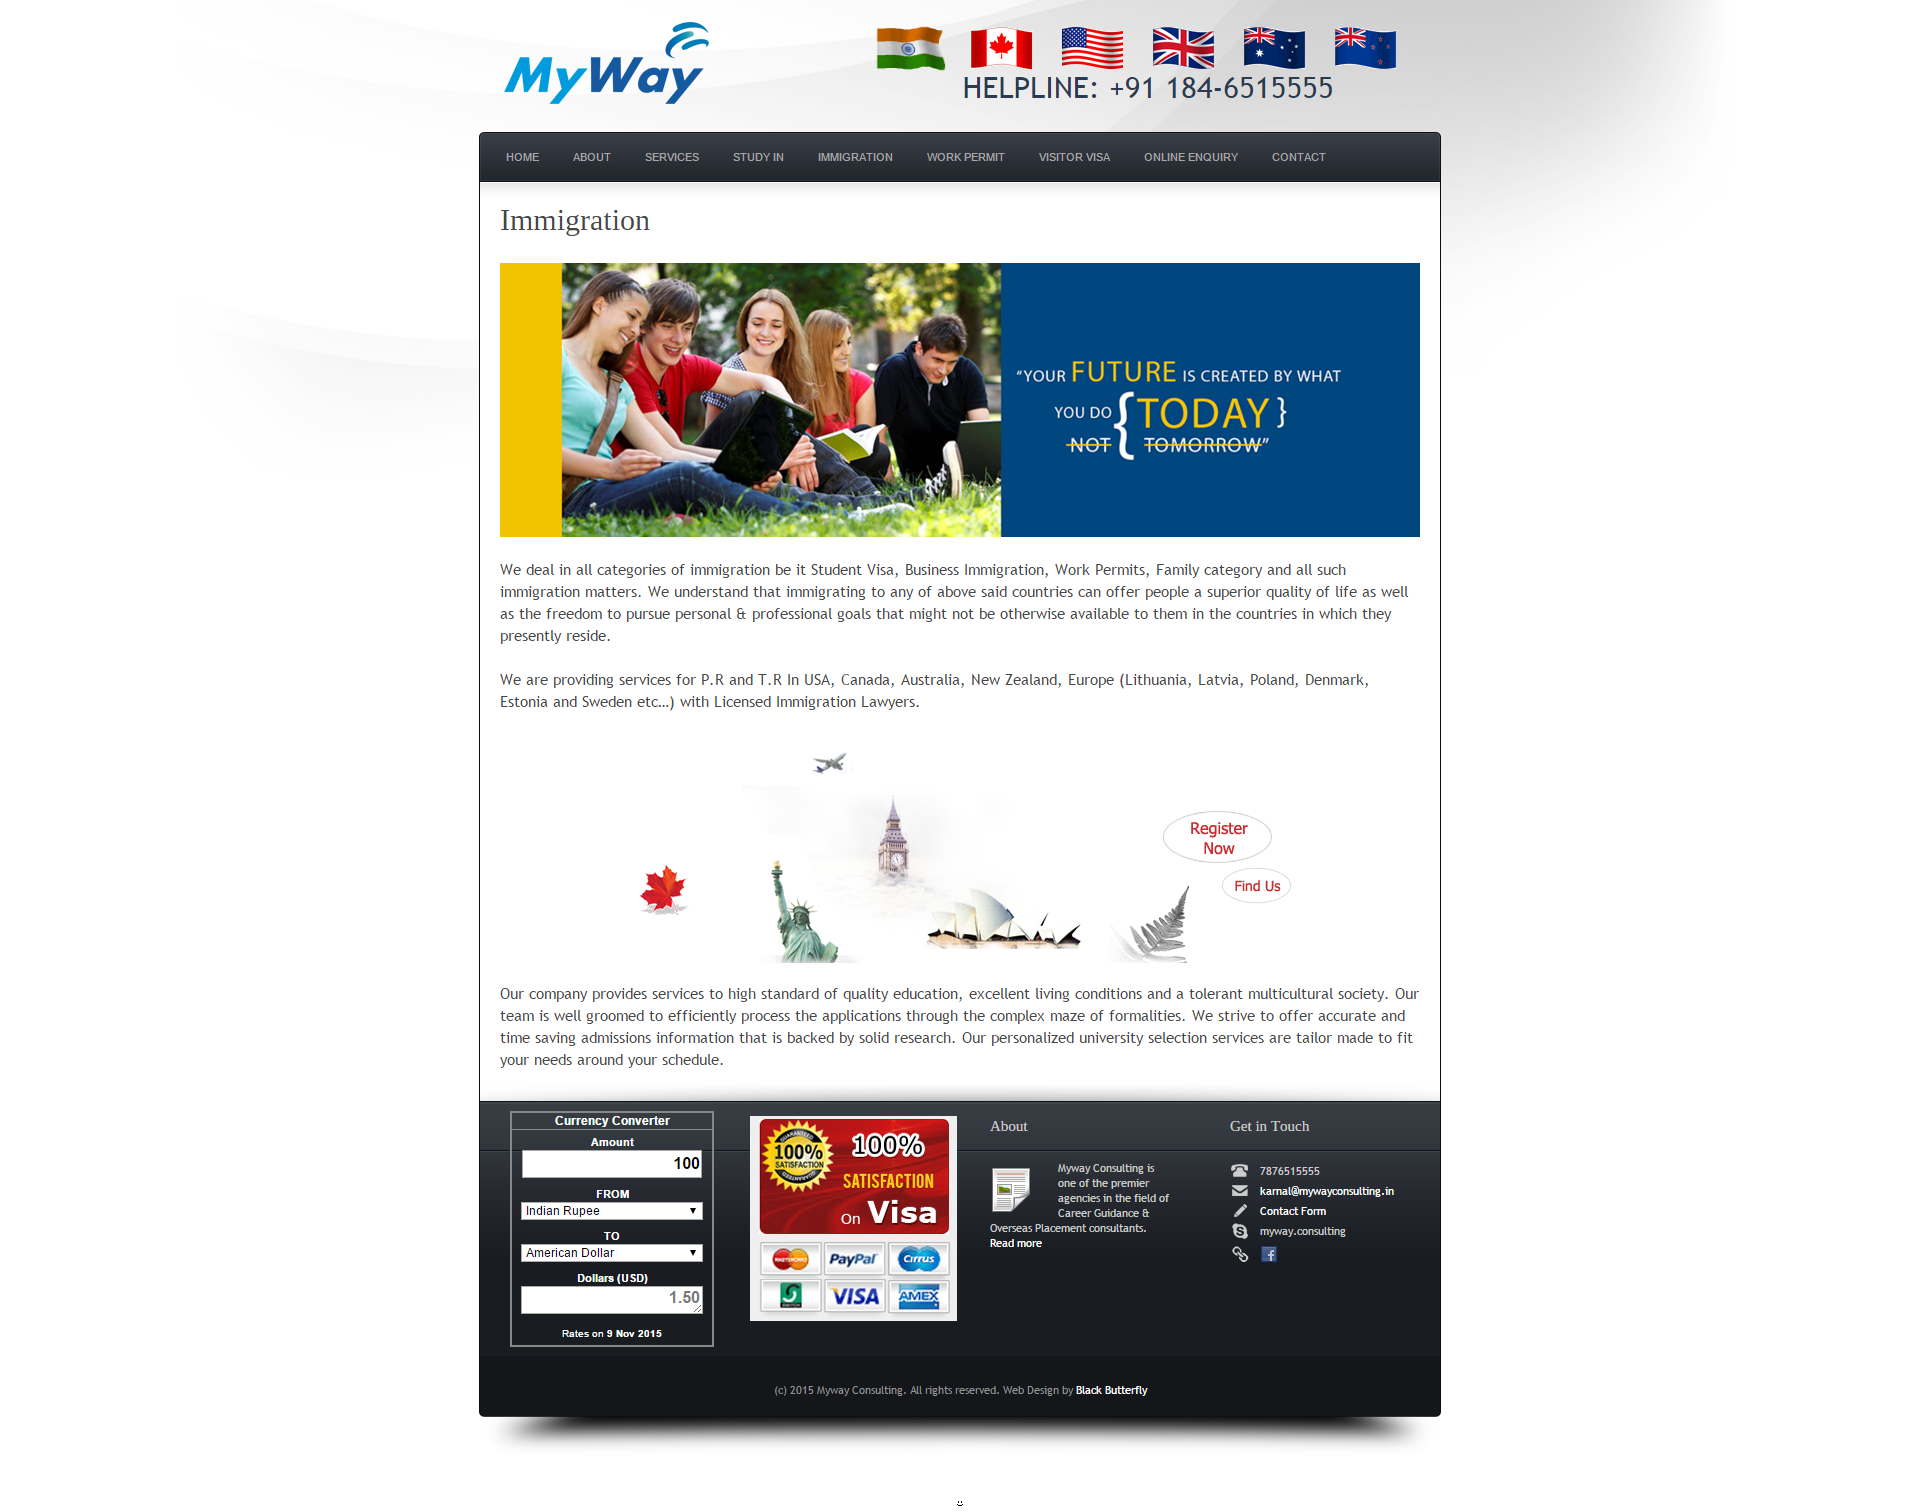 MyWay
HELPLINE: +91 184-6515555
HOME ABOUT SERVICES STUDY IN IMMIGRATION WORK PERMIT VISITOR VISA ONLINE ENQUIRY CONTACT
Immigration
“YOUR FUTURE IS CREATED BY WHAT
YOU DO {TODAY}
NOT TOMORROW”
We deal in all categories of immigration be it Student Visa, Business Immigration, Work Permits, Family category and all such
immigration matters. We understand that immigrating to any of above said countries can offer people a superior quality of life as well
as the freedom to pursue personal & professional goals that might not be otherwise available to them in the countries in which they
presently reside.
We are providing services for P.R and T.R In USA, Canada, Australia, New Zealand, Europe (Lithuania, Latvia, Poland, Denmark,
Estonia and Sweden etc...) with Licensed Immigration Lawyers.
Register
Now
Find Us
Our company provides services to high standard of quality education, excellent living conditions and a tolerant multicultural society. Our
team is well groomed to efficiently process the applications through the complex maze of formalities. We strive to offer accurate and
time saving admissions information that is backed by solid research. Our personalized university selection services are tailor made to fit
your needs around your schedule.
Currency Converter
Amount
100
FROM
Indian Rupee
TO
American Dollar
Dollars (USD)
1.50
Rates on 9 Nov 2015
GUARANTEED
100%
SATISFACTION
GUARANTEED
100%
SATISFACTION
On Visa
MASTERCARD PayPal Cirrus
VISA AMEX
About
Myway Consulting is
one of the premier
agencies in the field of
Career Guidance &
Overseas Placement consultants.
Read more
Get in Touch
7876515555
karnal@mywayconsulting.in
Contact Form
myway.consulting
(c) 2015 Myway Consulting. All rights reserved. Web Design by Black Butterfly